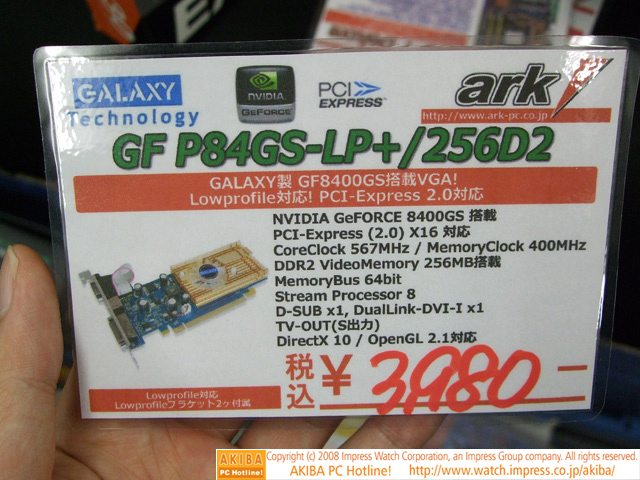 GALAXY
Technology
NVIDIA
GEFORCE
PCI
EXPRESS
ark
http://www.ark-pc.co.jp
GF P84GS-LP+/256D2
GALAXY製 GF8400GS搭載VGA!
Lowprofile対応! PCI-Express 2.0対応
NVIDIA GeFORCE 8400GS 搭載
PCI-Express (2.0) X16 対応
CoreClock 567MHz / MemoryClock 400MHz
DDR2 VideoMemory 256MB搭載
MemoryBus 64bit
Stream Processor 8
D-SUB x1, DualLink-DVI-I x1
TV-OUT(S出力)
DirectX 10 / OpenGL 2.1対応
税込 ¥ 3,980-
Lowprofile対応
Lowprofileブラケット2ヶ付属
AKIBA
PC Hotline!
Copyright (c) 2008 Impress Watch Corporation, an Impress Group company. All rights reserved.
AKIBA PC Hotline! http://www.watch.impress.co.jp/akiba/